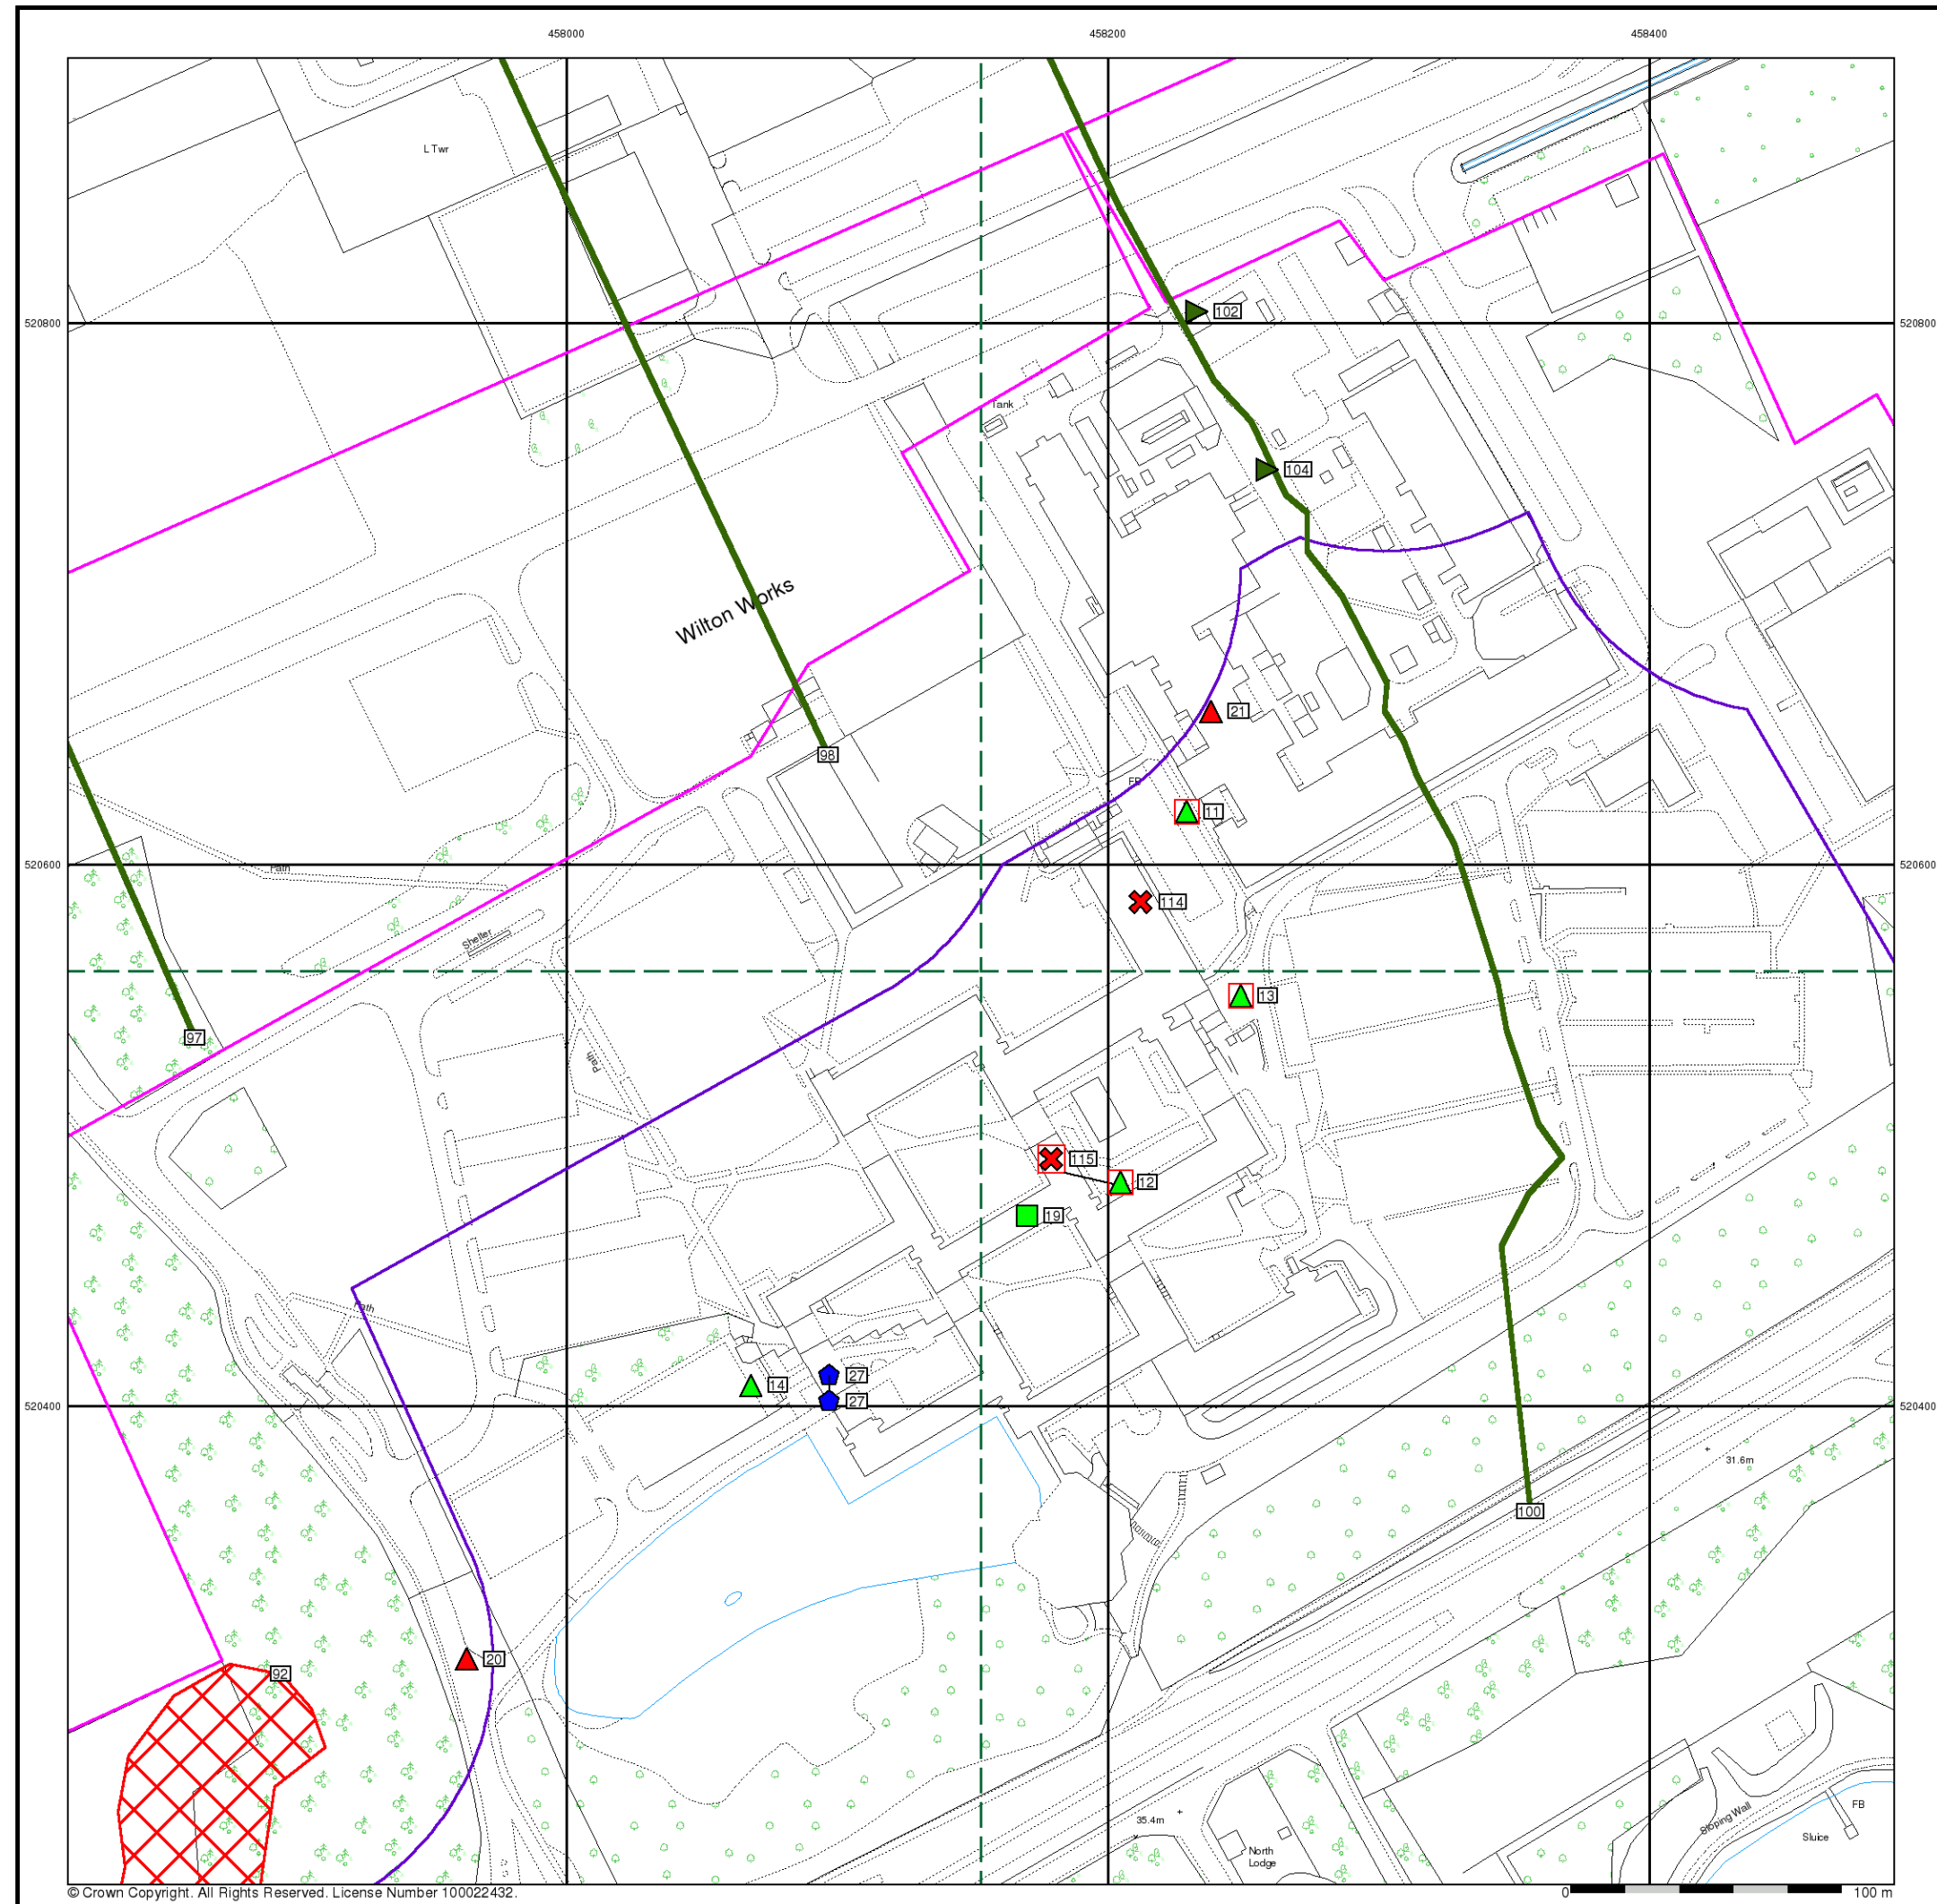 458000
458200
458400
L Twr
102
520800
520800
Tank
104
Wilton Works
21
98
FB
11
520600
520600
Path
114
Shelter
13
97
Path
115
12
19
Path
27
14
27
520400
520400
31.6m
100
20
92
35.4m
Sloping Wall
FB
North
Lodge
Sluice
© Crown Copyright. All Rights Reserved. License Number 100022432.
0
100 m